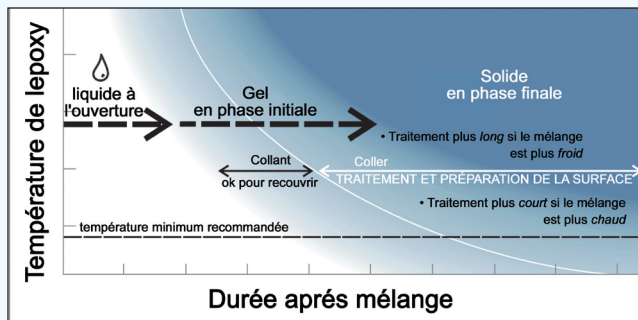 Température de lepoxy
liquide à
l'ouverture
Gel
en phase initiale
Solide
en phase finale
• Traitement plus long si le mélange
est plus froid
Collant
ok pour recouvrir
Coller
TRAITEMENT ET PRÉPARATION DE LA SURFACE
• Traitement plus court si le mélange
est plus chaud
température minimum recommandée
Durée aprés mélange